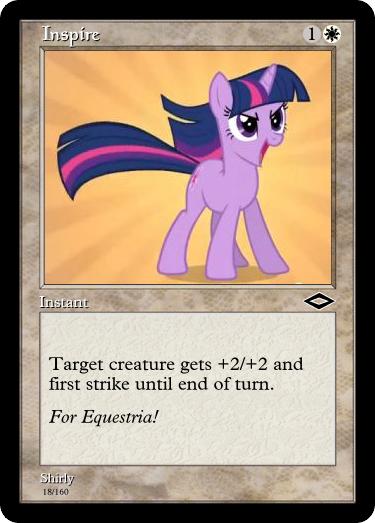 Inspire 1
Instant
Target creature gets +2/+2 and
first strike until end of turn.
For Equestria!
Shirly
18/160